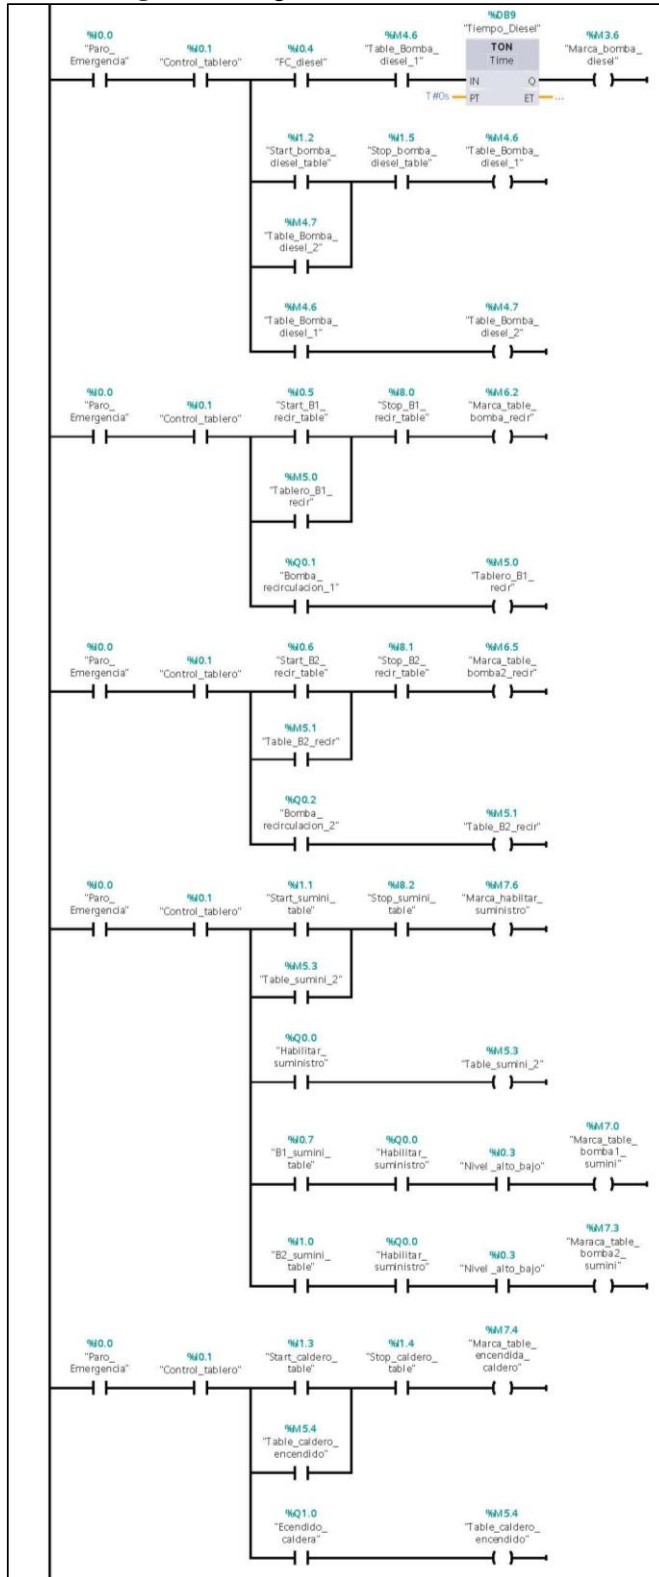 %DB9
"Tiempo_Diesel"
%I0.0
"Paro_
Emergencia"
%I0.1
"Control_tablero"
%I0.4
"FC_diesel"
%M4.6
"Table_Bomba_
diesel_1"
TON
Time
%M3.6
"Marca_bomba_
diesel"
IN
Q
T#0s
PT
ET
...
%I1.2
"Start_bomba_
diesel_table"
%I1.5
"Stop_bomba_
diesel_table"
%M4.6
"Table_Bomba_
diesel_1"
%M4.7
"Table_Bomba_
diesel_2"
%M4.6
"Table_Bomba_
diesel_1"
%M4.7
"Table_Bomba_
diesel_2"
%I0.0
"Paro_
Emergencia"
%I0.1
"Control_tablero"
%I0.5
"Start_B1_
recir_table"
%I8.0
"Stop_B1_
recir_table"
%M6.2
"Marca_table_
bomba_recir"
%M5.0
"Tablero_B1_
recir"
%Q0.1
"Bomba_
recirculacion_1"
%M5.0
"Tablero_B1_
recir"
%I0.0
"Paro_
Emergencia"
%I0.1
"Control_tablero"
%I0.6
"Start_B2_
recir_table"
%I8.1
"Stop_B2_
recir_table"
%M6.5
"Marca_table_
bomba2_recir"
%M5.1
"Table_B2_recir"
%Q0.2
"Bomba_
recirculacion_2"
%M5.1
"Table_B2_recir"
%I0.0
"Paro_
Emergencia"
%I0.1
"Control_tablero"
%I1.1
"Start_sumini_
table"
%I8.2
"Stop_sumini_
table"
%M7.6
"Marca_habilitar_
suministro"
%M5.3
"Table_sumini_2"
%Q0.0
"Habilitar_
suministro"
%M5.3
"Table_sumini_2"
%I0.7
"B1_sumini_
table"
%Q0.0
"Habilitar_
suministro"
%I0.3
"Nivel _alto_bajo"
%M7.0
"Marca_table_
bomba1_
sumini"
%I1.0
"B2_sumini_
table"
%Q0.0
"Habilitar_
suministro"
%I0.3
"Nivel _alto_bajo"
%M7.3
"Maraca_table_
bomba2_
sumini"
%I0.0
"Paro_
Emergencia"
%I0.1
"Control_tablero"
%I1.3
"Start_caldero_
table"
%I1.4
"Stop_caldero_
table"
%M7.4
"Marca_table_
encendida_
caldero"
%M5.4
"Table_caldero_
encendido"
%Q1.0
"Ecendido_
caldera"
%M5.4
"Table_caldero_
encendido"